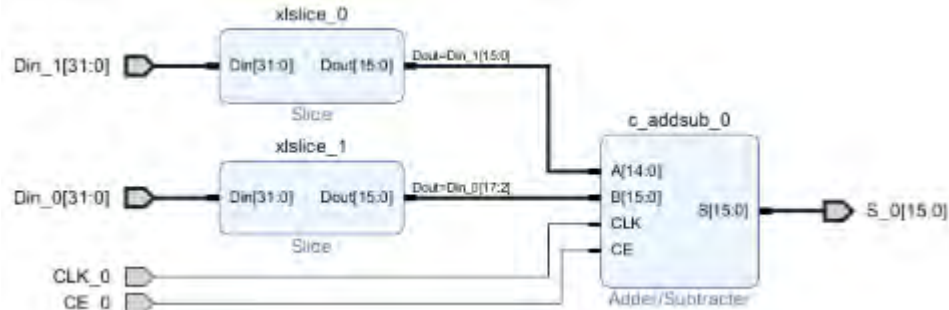 xlslice_0
Din_1[31:0]
Din[31:0] Dout[15:0]
Dout=Din_1[15:0]
Slice
c_addsub_0
xlslice_1
A[14:0]
Din_0[31:0]
Din[31:0] Dout[15:0]
Dout=Din_0[17:2]
B[15:0]
S[15:0]
S_0[15:0]
Slice
CLK
CE
CLK_0
CE_0
Adder/Subtracter